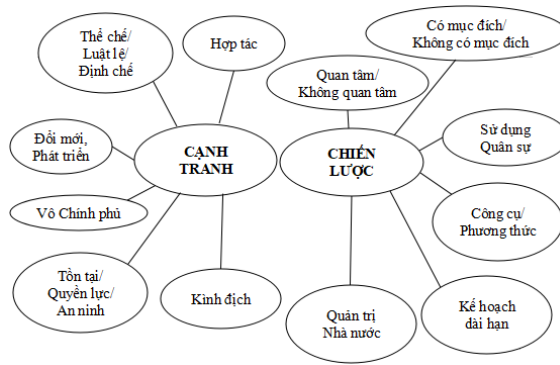 Thể chế/
Luật lệ/
Định chế
Hợp tác
Có mục đích/
Không có mục đích
Quan tâm/
Không quan tâm
Đổi mới,
Phát triển
CẠNH
TRANH
CHIẾN
LƯỢC
Sử dụng
Quân sự
Vô Chính phủ
Công cụ/
Phương thức
Tồn tại/
Quyền lực/
An ninh
Kình địch
Quản trị
Nhà nước
Kế hoạch
dài hạn